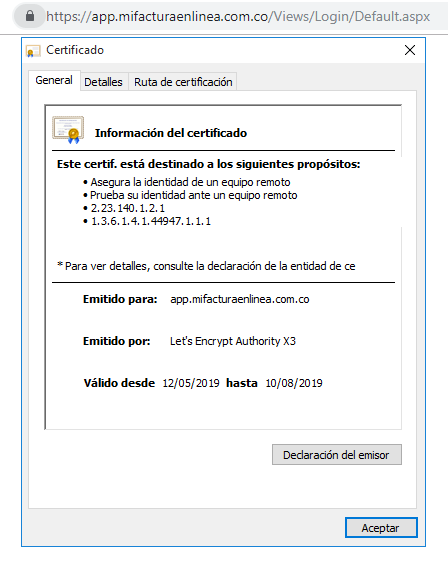 https://app.mifacturaenlinea.com.co/Views/Login/Default.aspx
Certificado
General Detalles Ruta de certificación
Información del certificado
Este certif. está destinado a los siguientes propósitos:
• Asegura la identidad de un equipo remoto
• Prueba su identidad ante un equipo remoto
• 2.23.140.1.2.1
• 1.3.6.1.4.1.44947.1.1.1
* Para ver detalles, consulte la declaración de la entidad de ce
Emitido para: app.mifacturaenlinea.com.co
Emitido por: Let's Encrypt Authority X3
Válido desde 12/05/2019 hasta 10/08/2019
Declaración del emisor
Aceptar